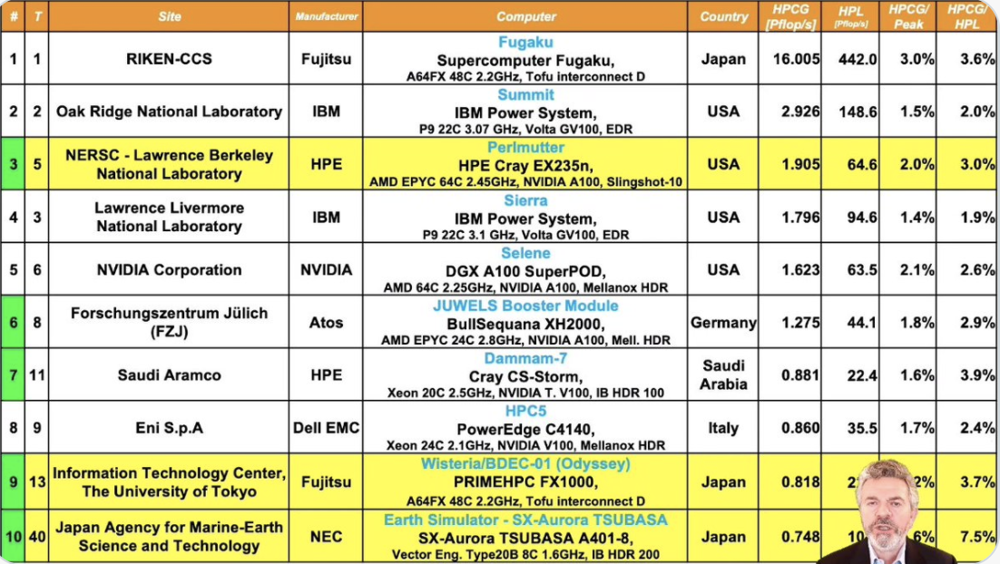 # T Site Manufacturer Computer Country HPCG [Pflop/s] HPL [Pflop/s] HPCG/ Peak HPCG/ HPL
Fugaku
1 1 RIKEN-CCS Fujitsu Supercomputer Fugaku, Japan 16.005 442.0 3.0% 3.6%
A64FX 48C 2.2GHz, Tofu interconnect D
Summit
2 2 Oak Ridge National Laboratory IBM IBM Power System, USA 2.926 148.6 1.5% 2.0%
P9 22C 3.07 GHz, Volta GV100, EDR
Perlmutter
3 5 NERSC - Lawrence Berkeley National Laboratory HPE HPE Cray EX235n, USA 1.905 64.6 2.0% 3.0%
AMD EPYC 64C 2.45GHz, NVIDIA A100, Slingshot-10
Sierra
4 3 Lawrence Livermore National Laboratory IBM IBM Power System, USA 1.796 94.6 1.4% 1.9%
P9 22C 3.1 GHz, Volta GV100, EDR
Selene
5 6 NVIDIA Corporation NVIDIA DGX A100 SuperPOD, USA 1.623 63.5 2.1% 2.6%
AMD 64C 2.25GHz, NVIDIA A100, Mellanox HDR
JUWELS Booster Module
6 8 Forschungszentrum Jülich (FZJ) Atos BullSequana XH2000, Germany 1.275 44.1 1.8% 2.9%
AMD EPYC 24C 2.8GHz, NVIDIA A100, Mell. HDR
Dammam-7
7 11 Saudi Aramco HPE Cray CS-Storm, Saudi Arabia 0.881 22.4 1.6% 3.9%
Xeon 20C 2.5GHz, NVIDIA T. V100, IB HDR 100
HPC5
8 9 Eni S.p.A Dell EMC PowerEdge C4140, Italy 0.860 35.5 1.7% 2.4%
Xeon 24C 2.1GHz, NVIDIA V100, Mellanox HDR
Wisteria/BDEC-01 (Odyssey)
9 13 Information Technology Center, The University of Tokyo Fujitsu PRIMEHPC FX1000, Japan 0.818 3.7%
A64FX 48C 2.2GHz, Tofu interconnect D
Earth Simulator - SX-Aurora TSUBASA
10 40 Japan Agency for Marine-Earth Science and Technology NEC SX-Aurora TSUBASA A401-8, Japan 0.748 7.5%
Vector Eng. Type20B 8C 1.6GHz, IB HDR 200